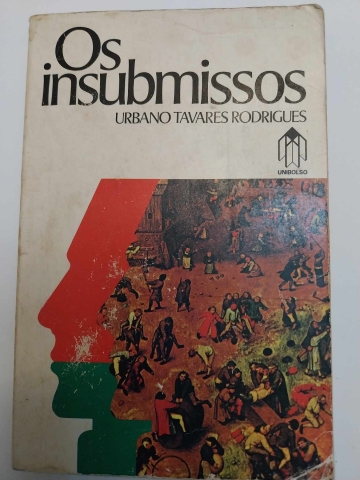 Os
insubmissos
URBANO TAVARES RODRIGUES
UNIBOLSO